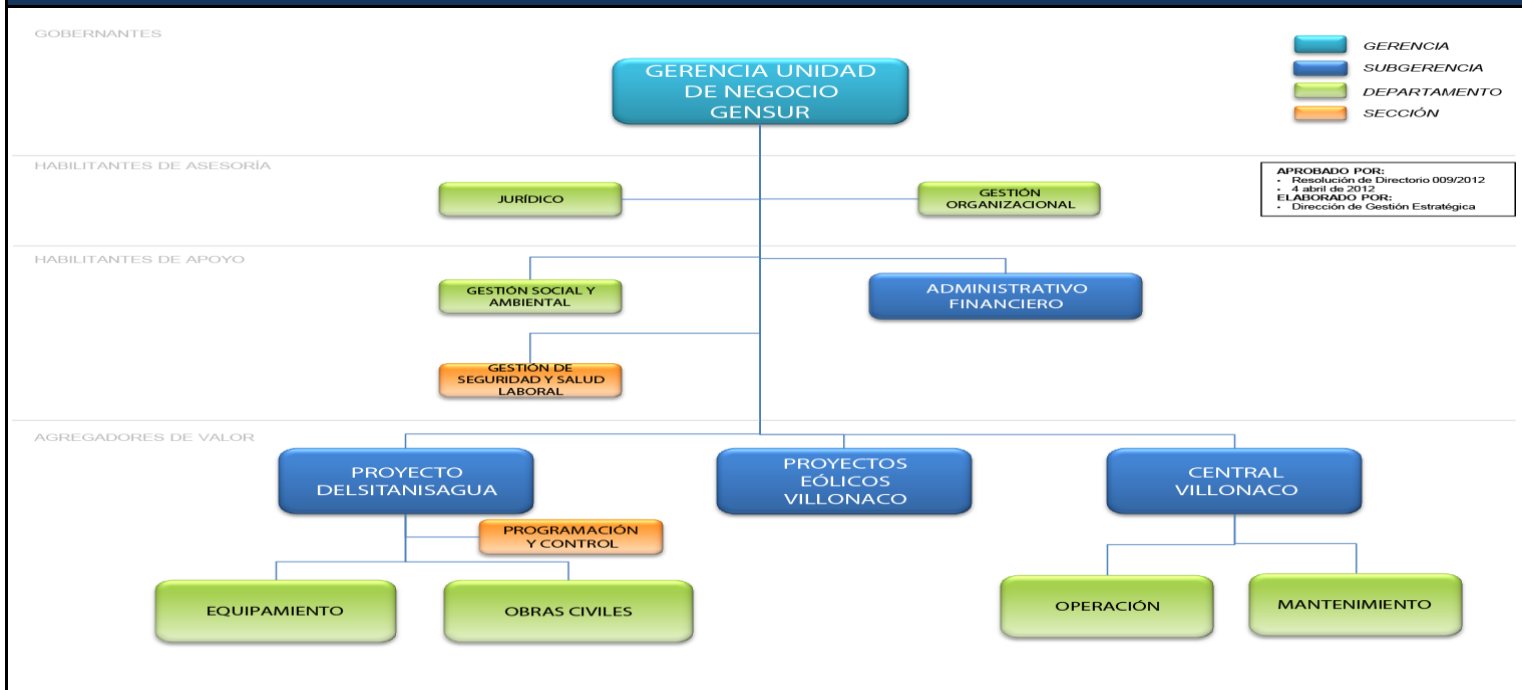 GOBERNANTES
GERENCIA UNIDAD
DE NEGOCIO
GENSUR
GERENCIA
SUBGERENCIA
DEPARTAMENTO
SECCIÓN
HABILITANTES DE ASESORÍA
JURÍDICO
GESTIÓN
ORGANIZACIONAL
APROBADO POR:
- Resolución de Directorio 009/2012
- 4 abril de 2012
ELABORADO POR:
- Dirección de Gestión Estratégica
HABILITANTES DE APOYO
GESTIÓN SOCIAL Y
AMBIENTAL
ADMINISTRATIVO
FINANCIERO
GESTIÓN DE
SEGURIDAD Y SALUD
LABORAL
AGREGADORES DE VALOR
PROYECTO
DELSITANISAGUA
PROYECTOS
EÓLICOS
VILLONACO
CENTRAL
VILLONACO
PROGRAMACIÓN
Y CONTROL
EQUIPAMIENTO
OBRAS CIVILES
OPERACIÓN
MANTENIMIENTO